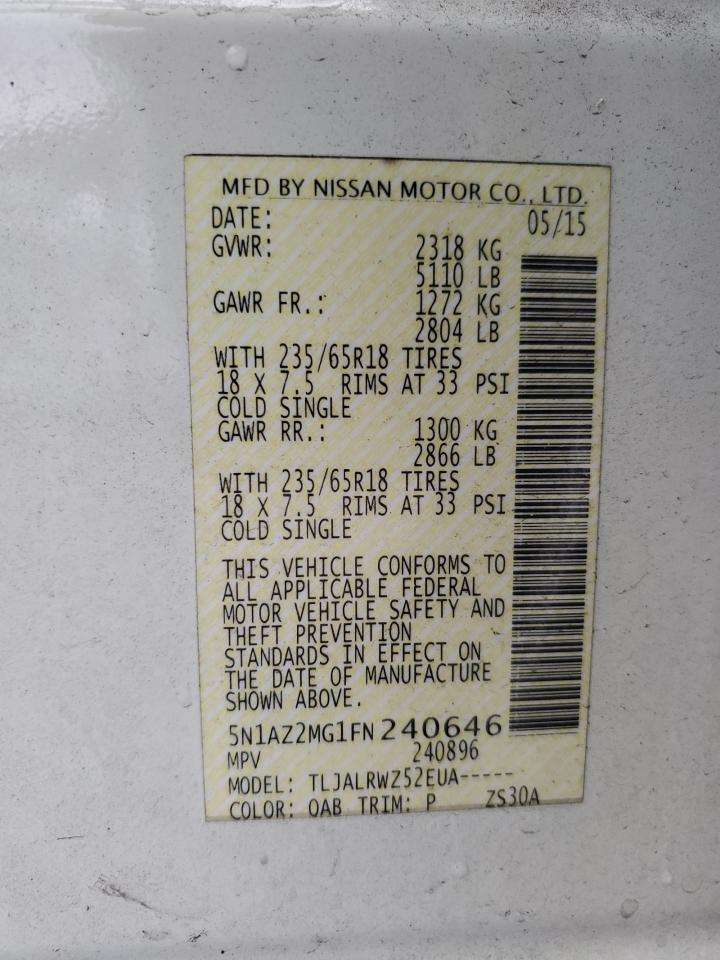 MFD BY NISSAN MOTOR CO., LTD.
DATE: 05/15
GVWR: 2318 KG
5110 LB
GAWR FR.: 1272 KG
2804 LB
WITH 235/65R18 TIRES
18 X 7.5 RIMS AT 33 PSI
COLD SINGLE
GAWR RR.: 1300 KG
2866 LB
WITH 235/65R18 TIRES
18 X 7.5 RIMS AT 33 PSI
COLD SINGLE
THIS VEHICLE CONFORMS TO
ALL APPLICABLE FEDERAL
MOTOR VEHICLE SAFETY AND
THEFT PREVENTION
STANDARDS IN EFFECT ON
THE DATE OF MANUFACTURE
SHOWN ABOVE.
5N1AZ2MG1FN240646
MPV 240896
MODEL: TLJALRWZ52EUA-----
COLOR: QAB TRIM: P ZS30A